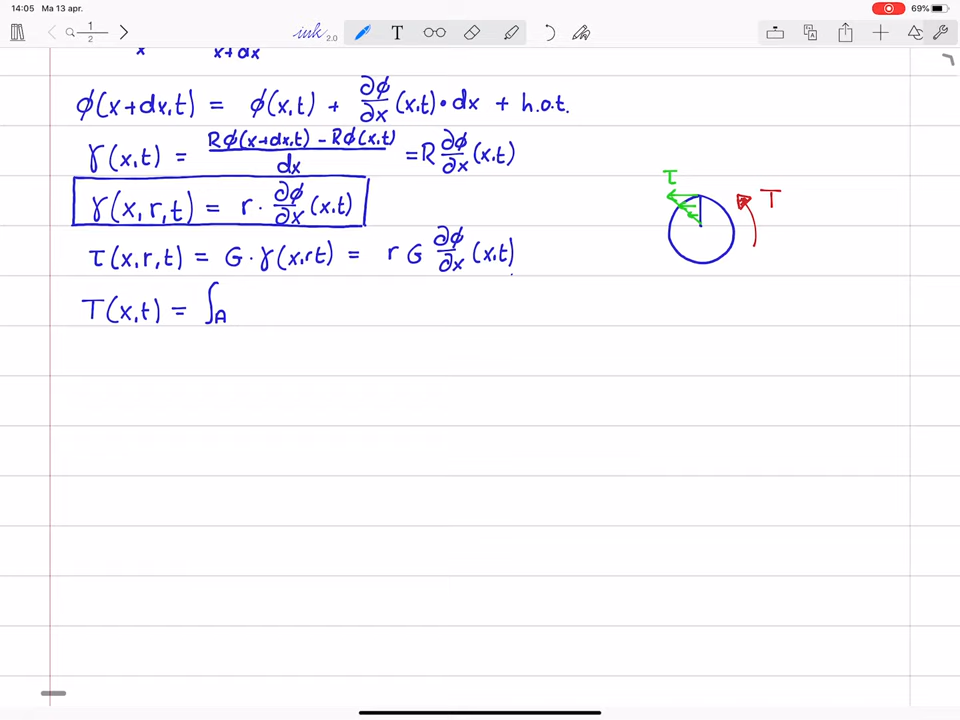 14:05 Ma 13 apr. 69%
1/2 ink 2.0 T
x x+dx
ϕ(x+dx,t) = ϕ(x,t) + ∂ϕ/∂x (x,t) • dx + h.o.t.
γ(x,t) = (Rϕ(x+dx,t) - Rϕ(x,t))/dx = R ∂ϕ/∂x (x,t)
γ(x,r,t) = r · ∂ϕ/∂x (x,t)
τ(x,r,t) = G · γ(x,r,t) = r G ∂ϕ/∂x (x,t)
T(x,t) = ∫A
τ
T